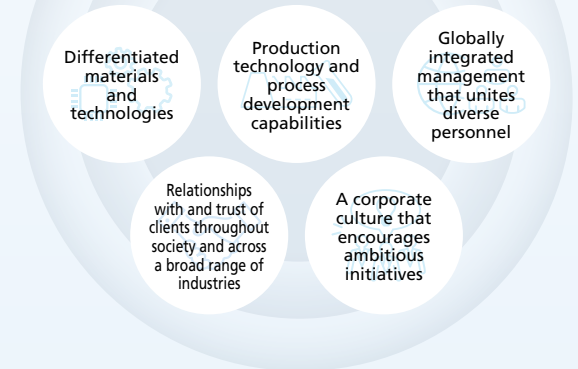 Differentiated
materials
and
technologies
Production
technology and
process
development
capabilities
Globally
integrated
management
that unites
diverse
personnel
Relationships
with and trust of
clients throughout
society and across
a broad range of
industries
A corporate
culture that
encourages
ambitious
initiatives